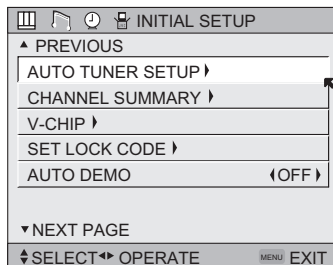 INITIAL SETUP
PREVIOUS
AUTO TUNER SETUP
CHANNEL SUMMARY
V-CHIP
SET LOCK CODE
AUTO DEMO (OFF)
NEXT PAGE
SELECT OPERATE MENU EXIT